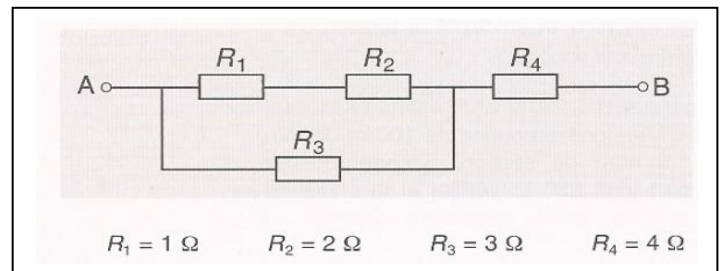 R₁ R₂ R₄
A B
R₃
R₁ = 1 Ω R₂ = 2 Ω R₃ = 3 Ω R₄ = 4 Ω